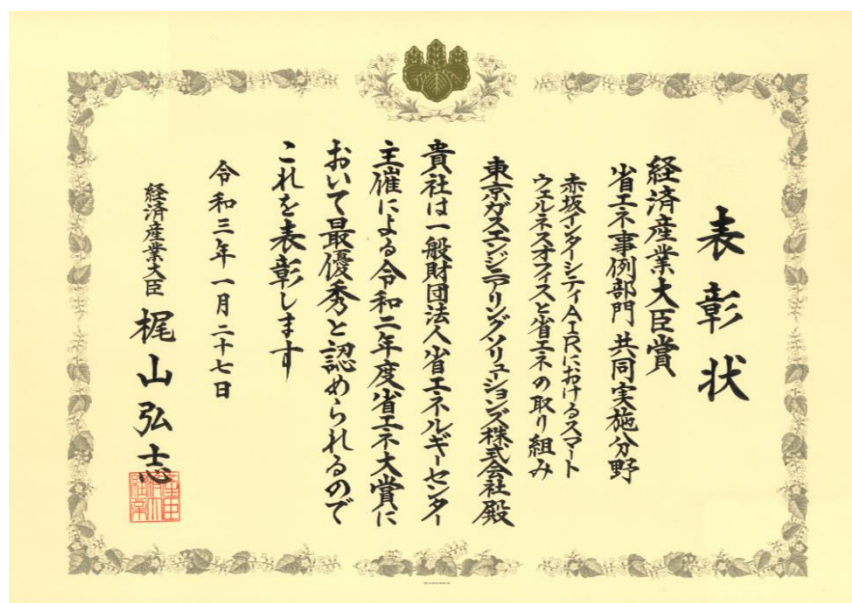 表彰状
経済産業大臣賞
省エネ事例部門 共同実施分野
赤坂インターシティAIRにおけるスマート
ウェルネスオフィスと省エネの取り組み
東京ガスエンジニアリングソリューションズ株式会社殿
貴社は一般財団法人省エネルギーセンター
主催による令和二年度省エネ大賞に
おいて最優秀と認められるので
これを表彰します
令和三年一月二十七日
経済産業大臣 梶山弘志